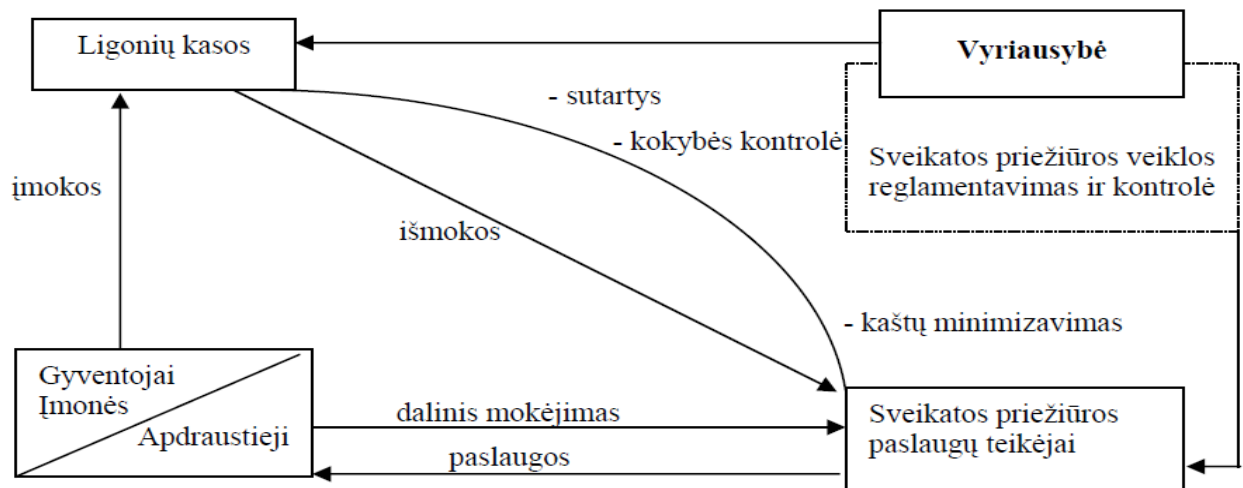 Ligonių kasos
Vyriausybė
- sutartys
- kokybės kontrolė
Sveikatos priežiūros veiklos
reglamentavimas ir kontrolė
įmokos
išmokos
- kaštų minimizavimas
Gyventojai
Įmonės
Apdraustieji
dalinis mokėjimas
paslaugos
Sveikatos priežiūros
paslaugų teikėjai